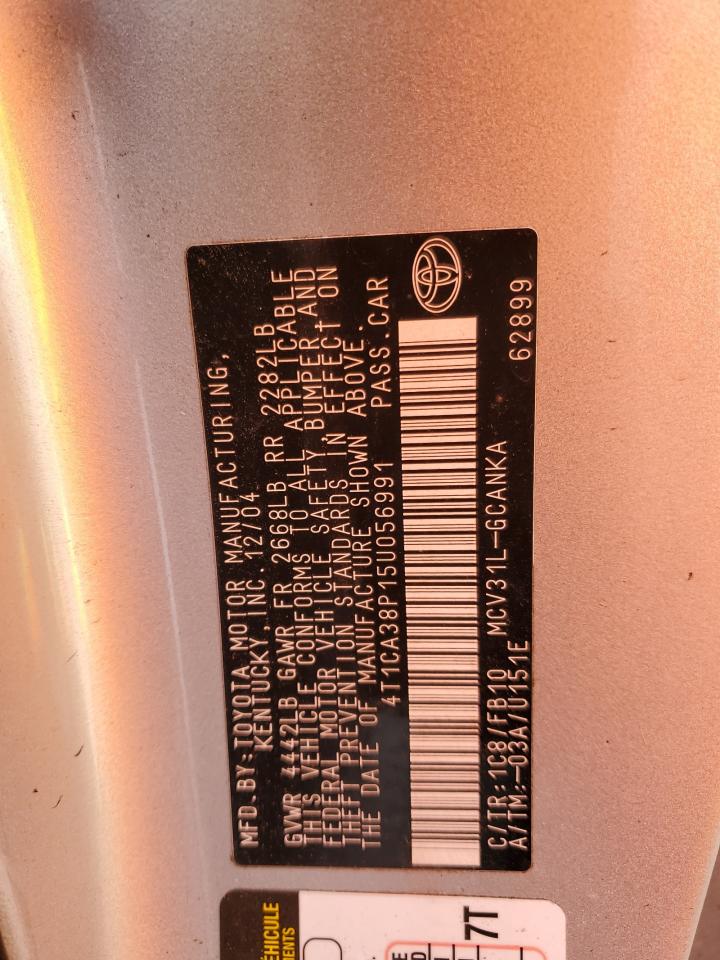 MFD.BY:TOYOTA MOTOR MANUFACTURING,
KENTUCKY, INC. 12/04
GVWR 4442LB GAWR FR 2668LB RR 2282LB
THIS VEHICLE CONFORMS TO ALL APPLICABLE
FEDERAL MOTOR VEHICLE SAFETY,BUMPER,AND
THEFT PREVENTION STANDARDS IN EFFECT ON
THE DATE OF MANUFACTURE SHOWN ABOVE.
4T1CA38P15U056991 PASS.CAR
C/TR:1C8/FB10 MCV31L-GCANKA 62899
A/TM:-03A/U151E
VÉHICULE
7T